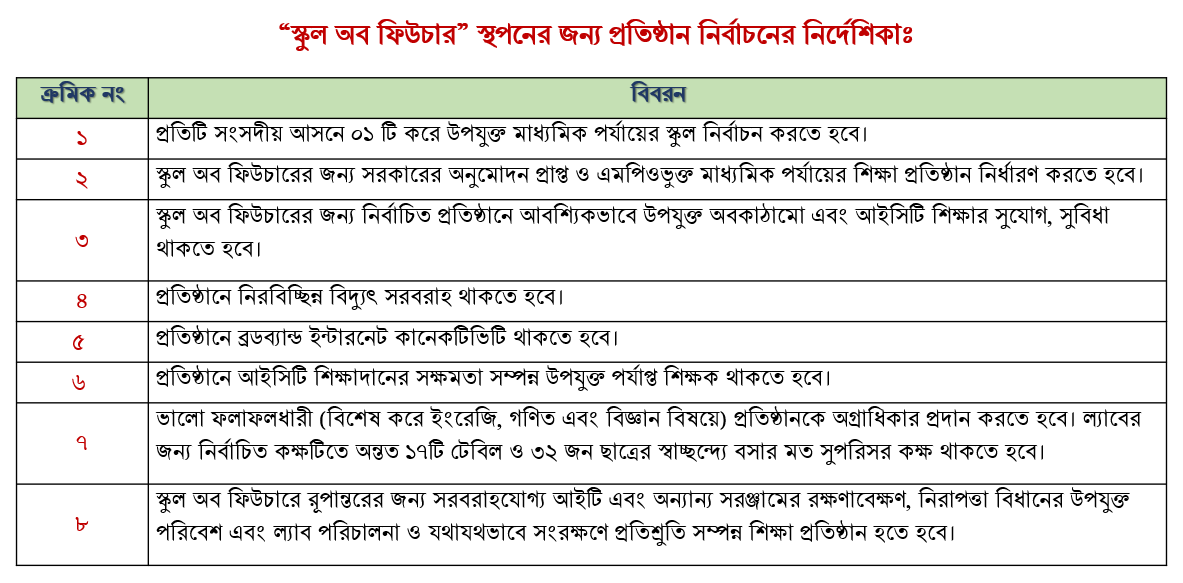 “স্কুল অব ফিউচার” স্থপনের জন্য প্রতিষ্ঠান নির্বাচনের নির্দেশিকাঃ
ক্রমিক নং বিবরন
১ প্রতিটি সংসদীয় আসনে ০১ টি করে উপযুক্ত মাধ্যমিক পর্যায়ের স্কুল নির্বাচন করতে হবে।
২ স্কুল অব ফিউচারের জন্য সরকারের অনুমোদন প্রাপ্ত ও এমপিওভুক্ত মাধ্যমিক পর্যায়ের শিক্ষা প্রতিষ্ঠান নির্ধারণ করতে হবে।
৩ স্কুল অব ফিউচারের জন্য নির্বাচিত প্রতিষ্ঠানে আবশ্যিকভাবে উপযুক্ত অবকাঠামো এবং আইসিটি শিক্ষার সুযোগ, সুবিধা
থাকতে হবে।
৪ প্রতিষ্ঠানে নিরবিচ্ছিন্ন বিদ্যুৎ সরবরাহ থাকতে হবে।
৫ প্রতিষ্ঠানে ব্রডব্যান্ড ইন্টারনেট কানেকটিভিটি থাকতে হবে।
৬ প্রতিষ্ঠানে আইসিটি শিক্ষাদানের সক্ষমতা সম্পন্ন উপযুক্ত পর্যাপ্ত শিক্ষক থাকতে হবে।
৭ ভালো ফলাফলধারী (বিশেষ করে ইংরেজি, গণিত এবং বিজ্ঞান বিষয়ে) প্রতিষ্ঠানকে অগ্রাধিকার প্রদান করতে হবে। ল্যাবের
জন্য নির্বাচিত কক্ষটিতে অন্তত ১৭টি টেবিল ও ৩২ জন ছাত্রের স্বাচ্ছন্দ্যে বসার মত সুপরিসর কক্ষ থাকতে হবে।
৮ স্কুল অব ফিউচারে রূপান্তরের জন্য সরবরাহযোগ্য আইটি এবং অন্যান্য সরঞ্জামের রক্ষণাবেক্ষণ, নিরাপত্তা বিধানের উপযুক্ত
পরিবেশ এবং ল্যাব পরিচালনা ও যথাযথভাবে সংরক্ষণে প্রতিশ্রুতি সম্পন্ন শিক্ষা প্রতিষ্ঠান হতে হবে।